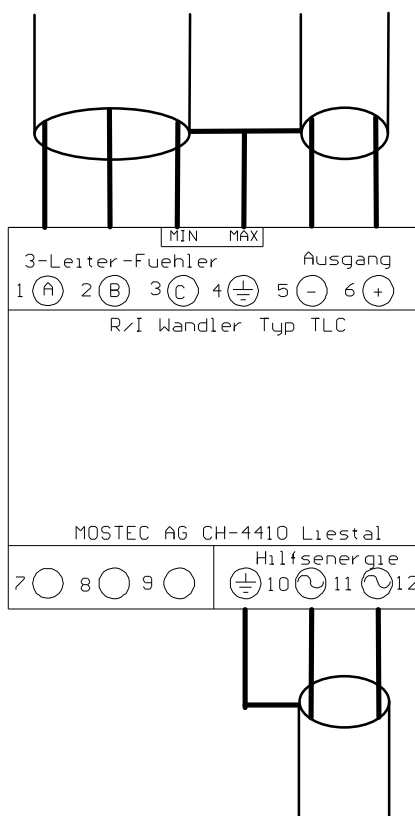 MIN MAX
3-Leiter-Fuehler Ausgang
1 A 2 B 3 C 4 5 - 6 +
R/I Wandler Typ TLC
MOSTEC AG CH-4410 Liestal
Hilfsenergie
7 8 9 10 11 12